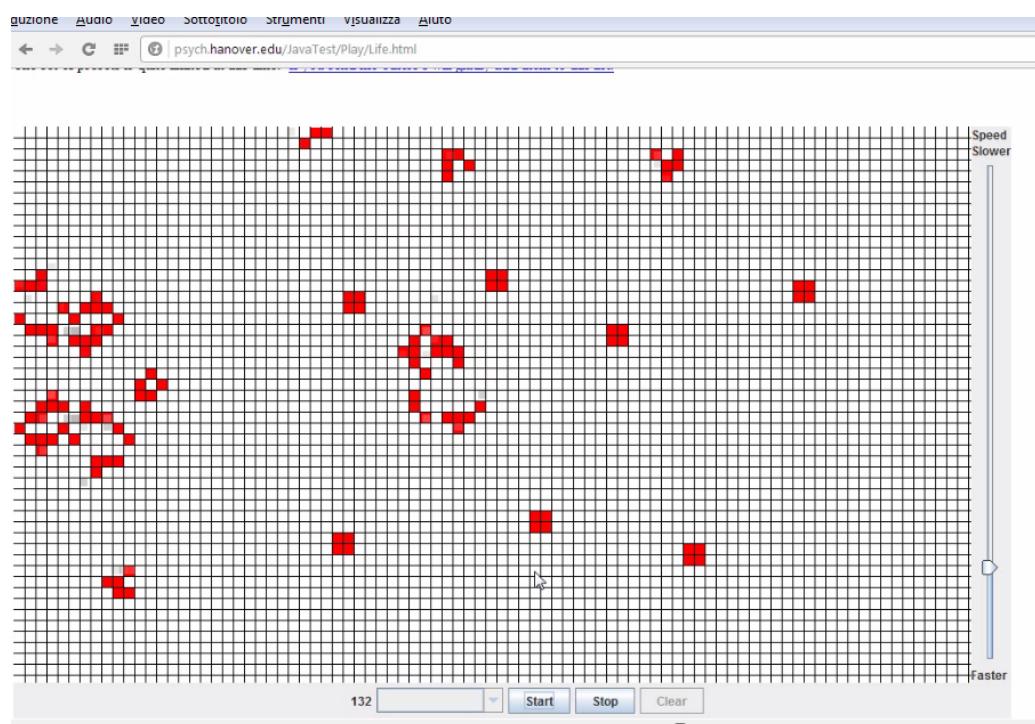 duzione Audio Video Sottotitolo Strumenti Visualizza Aiuto
psych.hanover.edu/JavaTest/Play/Life.html
Speed
Slower
Faster
132 Start Stop Clear